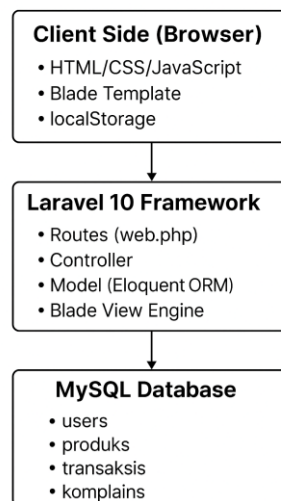 Client Side (Browser)
• HTML/CSS/JavaScript
• Blade Template
• localStorage
Laravel 10 Framework
• Routes (web.php)
• Controller
• Model (Eloquent ORM)
• Blade View Engine
MySQL Database
• users
• produks
• transaksis
• komplains